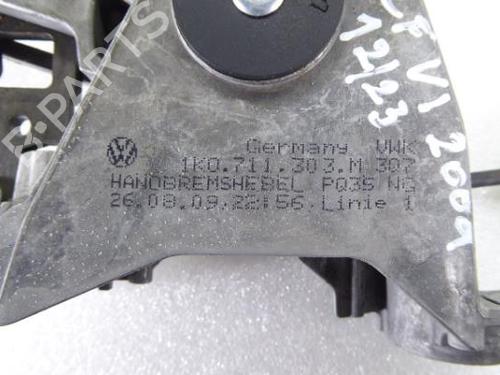 Germany VWK
1K0.711.303.M 307
HANDBREMSHEBEL PQ35 NG
26.08.09.22:56.Linie 1
VI 2009
12/23
B-PARTS